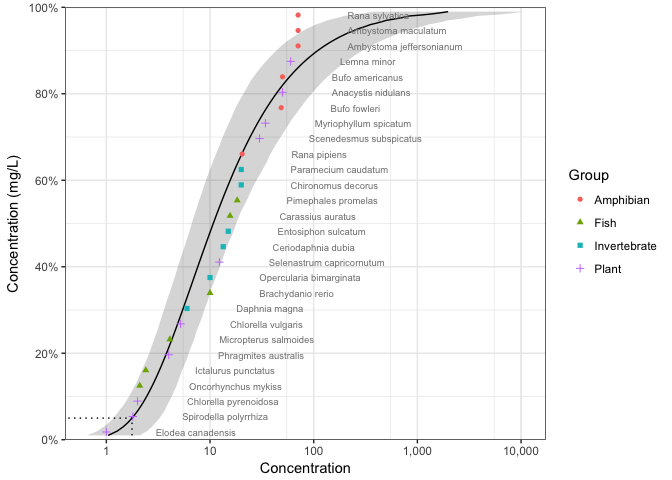 100%
80%
60%
40%
20%
0%
Concentration (mg/L)
Rana sylvatica
Ambystoma maculatum
Ambystoma jeffersonianum
Lemna minor
Bufo americanus
Anacystis nidulans
Bufo fowleri
Myriophyllum spicatum
Scenedesmus subspicatus
Rana pipiens
Paramecium caudatum
Chironomus decorus
Pimephales promelas
Carassius auratus
Entosiphon sulcatum
Ceriodaphnia dubia
Selenastrum capricornutum
Opercularia bimarginata
Brachydanio rerio
Daphnia magna
Chlorella vulgaris
Micropterus salmoides
Phragmites australis
Ictalurus punctatus
Oncorhynchus mykiss
Chlorella pyrenoidosa
Spirodella polyrrhiza
Elodea canadensis
1 10 100 1,000 10,000
Concentration
Group
Amphibian
Fish
Invertebrate
Plant